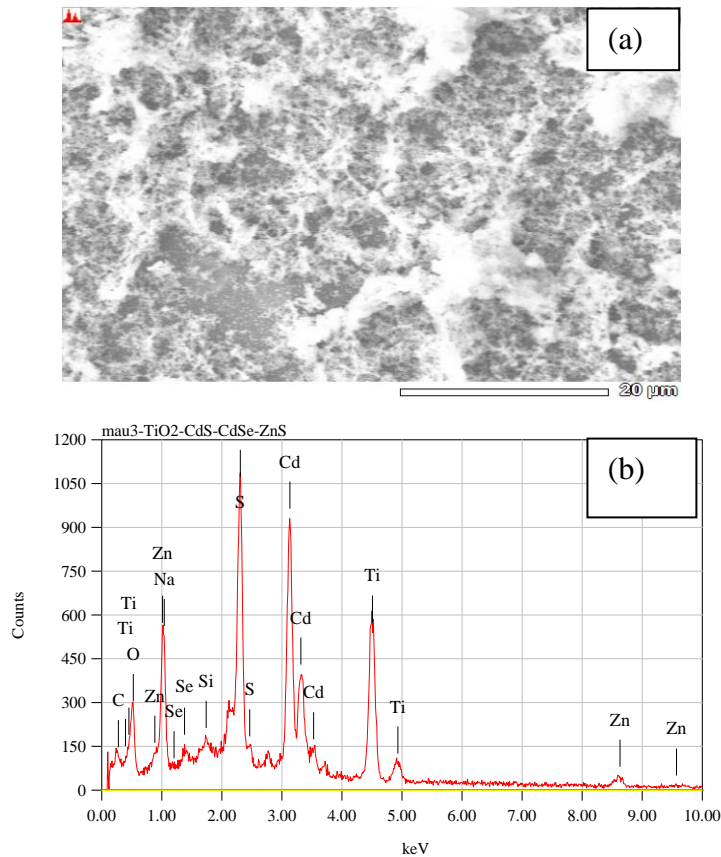 (a)
20 µm
mau3-TiO2-CdS-CdSe-ZnS
(b)
1200
1050
900
750
600
450
300
150
0
Counts
Cd
S
Zn
Na
Ti
Ti
Ti
O
Cd
C
Zn
Se
Se
Si
S
Cd
Ti
Zn
Zn
0.00 1.00 2.00 3.00 4.00 5.00 6.00 7.00 8.00 9.00 10.00
keV